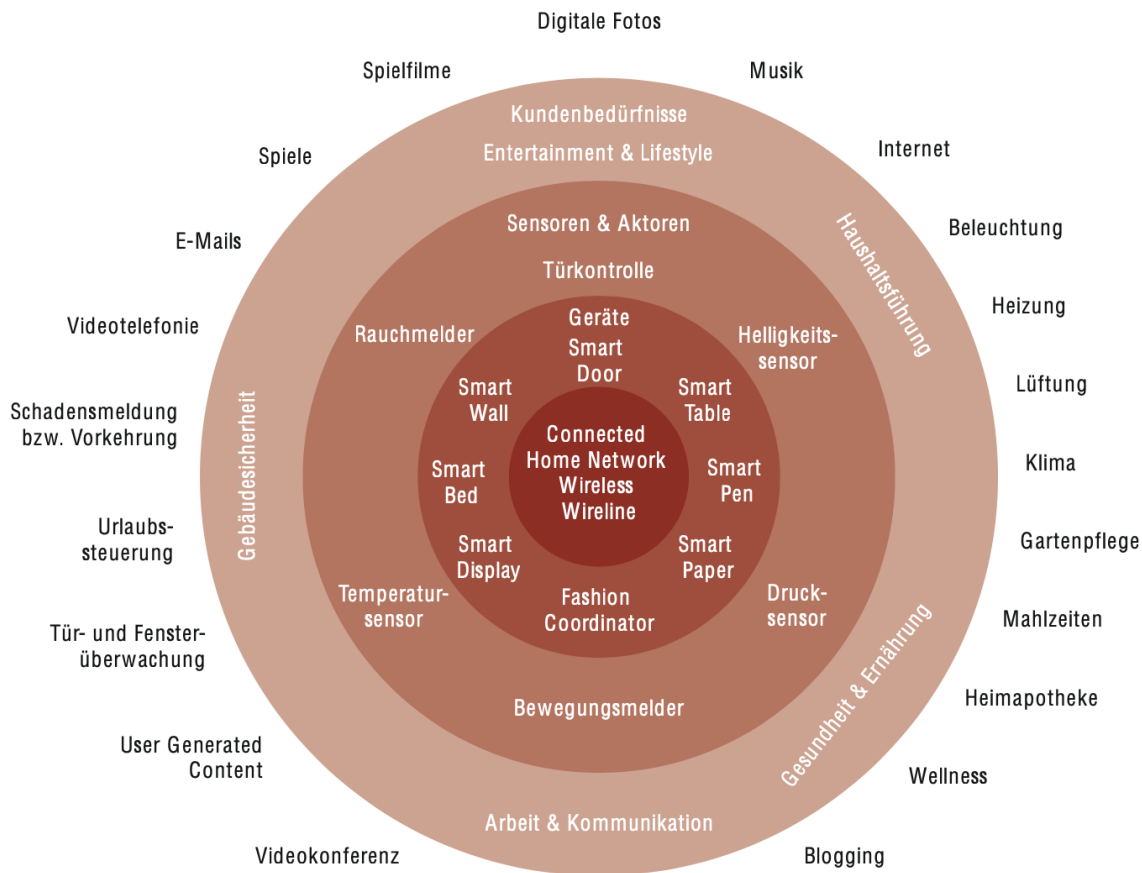 Digitale Fotos
Spielfilme
Musik
Spiele
Internet
E-Mails
Beleuchtung
Videotelefonie
Heizung
Schadensmeldung
bzw. Vorkehrung
Lüftung
Urlaubs-
steuerung
Klima
Tür- und Fenster-
überwachung
Gartenpflege
User Generated
Content
Mahlzeiten
Videokonferenz
Heimapotheke
Wellness
Blogging
Kundenbedürfnisse
Entertainment & Lifestyle
Haushaltsführung
Gesundheit & Ernährung
Arbeit & Kommunikation
Gebäudesicherheit
Sensoren & Aktoren
Türkontrolle
Rauchmelder
Helligkeits-
sensor
Temperatur-
sensor
Druck-
sensor
Bewegungsmelder
Geräte
Smart
Door
Smart
Wall
Smart
Table
Smart
Bed
Smart
Pen
Smart
Display
Smart
Paper
Fashion
Coordinator
Connected
Home Network
Wireless
Wireline